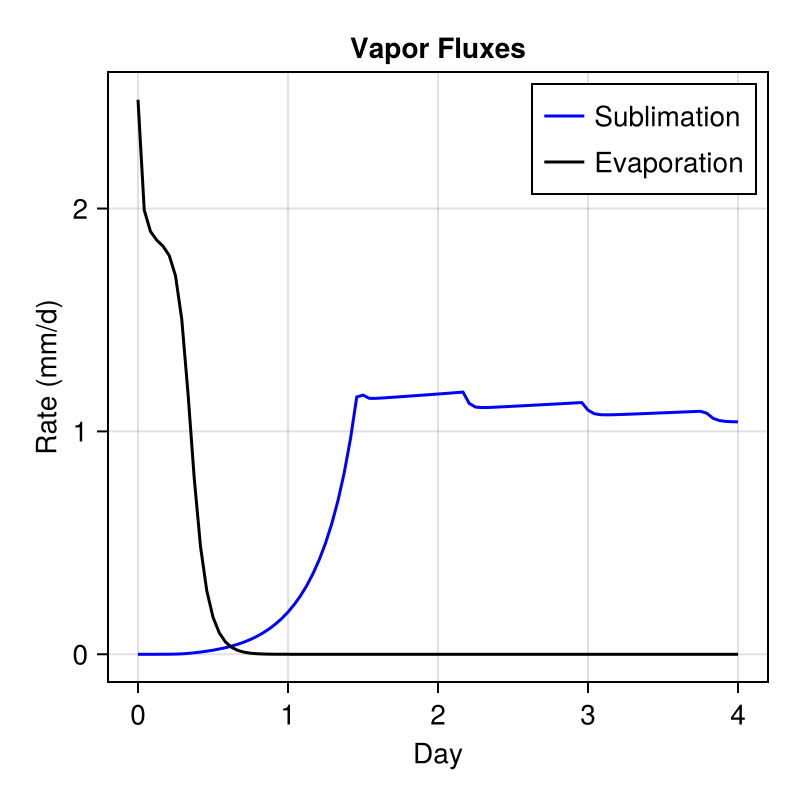 Vapor Fluxes
Sublimation
Evaporation
2
1
0
Rate (mm/d)
0 1 2 3 4
Day